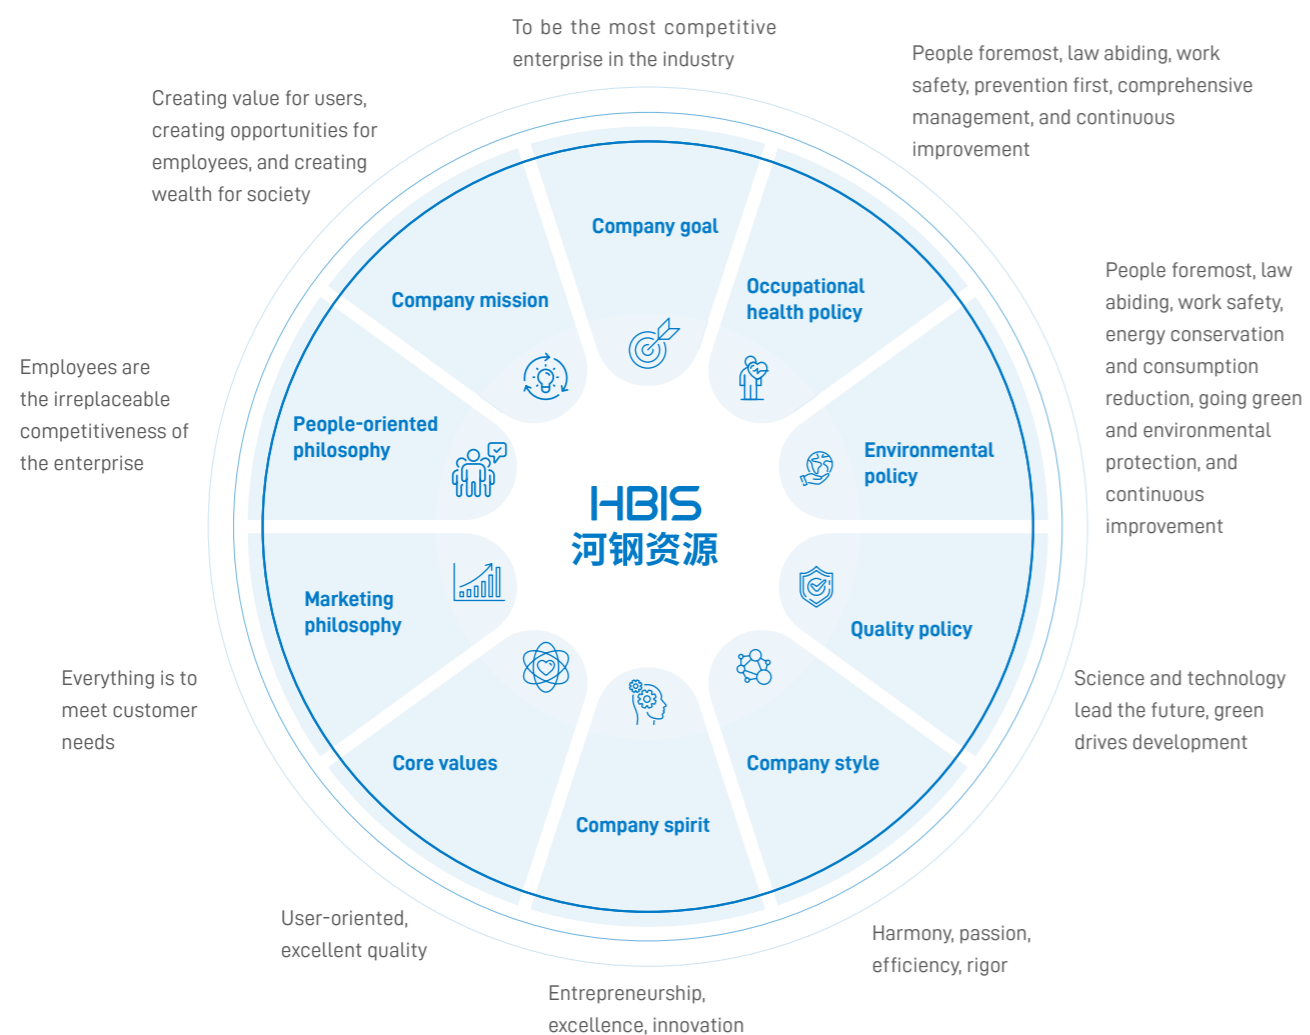 To be the most competitive
enterprise in the industry
People foremost, law abiding, work
safety, prevention first, comprehensive
management, and continuous
improvement
Creating value for users,
creating opportunities for
employees, and creating
wealth for society
Company goal
Company mission
Occupational
health policy
People foremost, law
abiding, work safety,
energy conservation
and consumption
reduction, going green
and environmental
protection, and
continuous
improvement
Employees are
the irreplaceable
competitiveness of
the enterprise
People-oriented
philosophy
Environmental
policy
HBIS
河钢资源
Marketing
philosophy
Quality policy
Everything is to
meet customer
needs
Science and technology
lead the future, green
drives development
Core values
Company style
Company spirit
User-oriented,
excellent quality
Harmony, passion,
efficiency, rigor
Entrepreneurship,
excellence, innovation